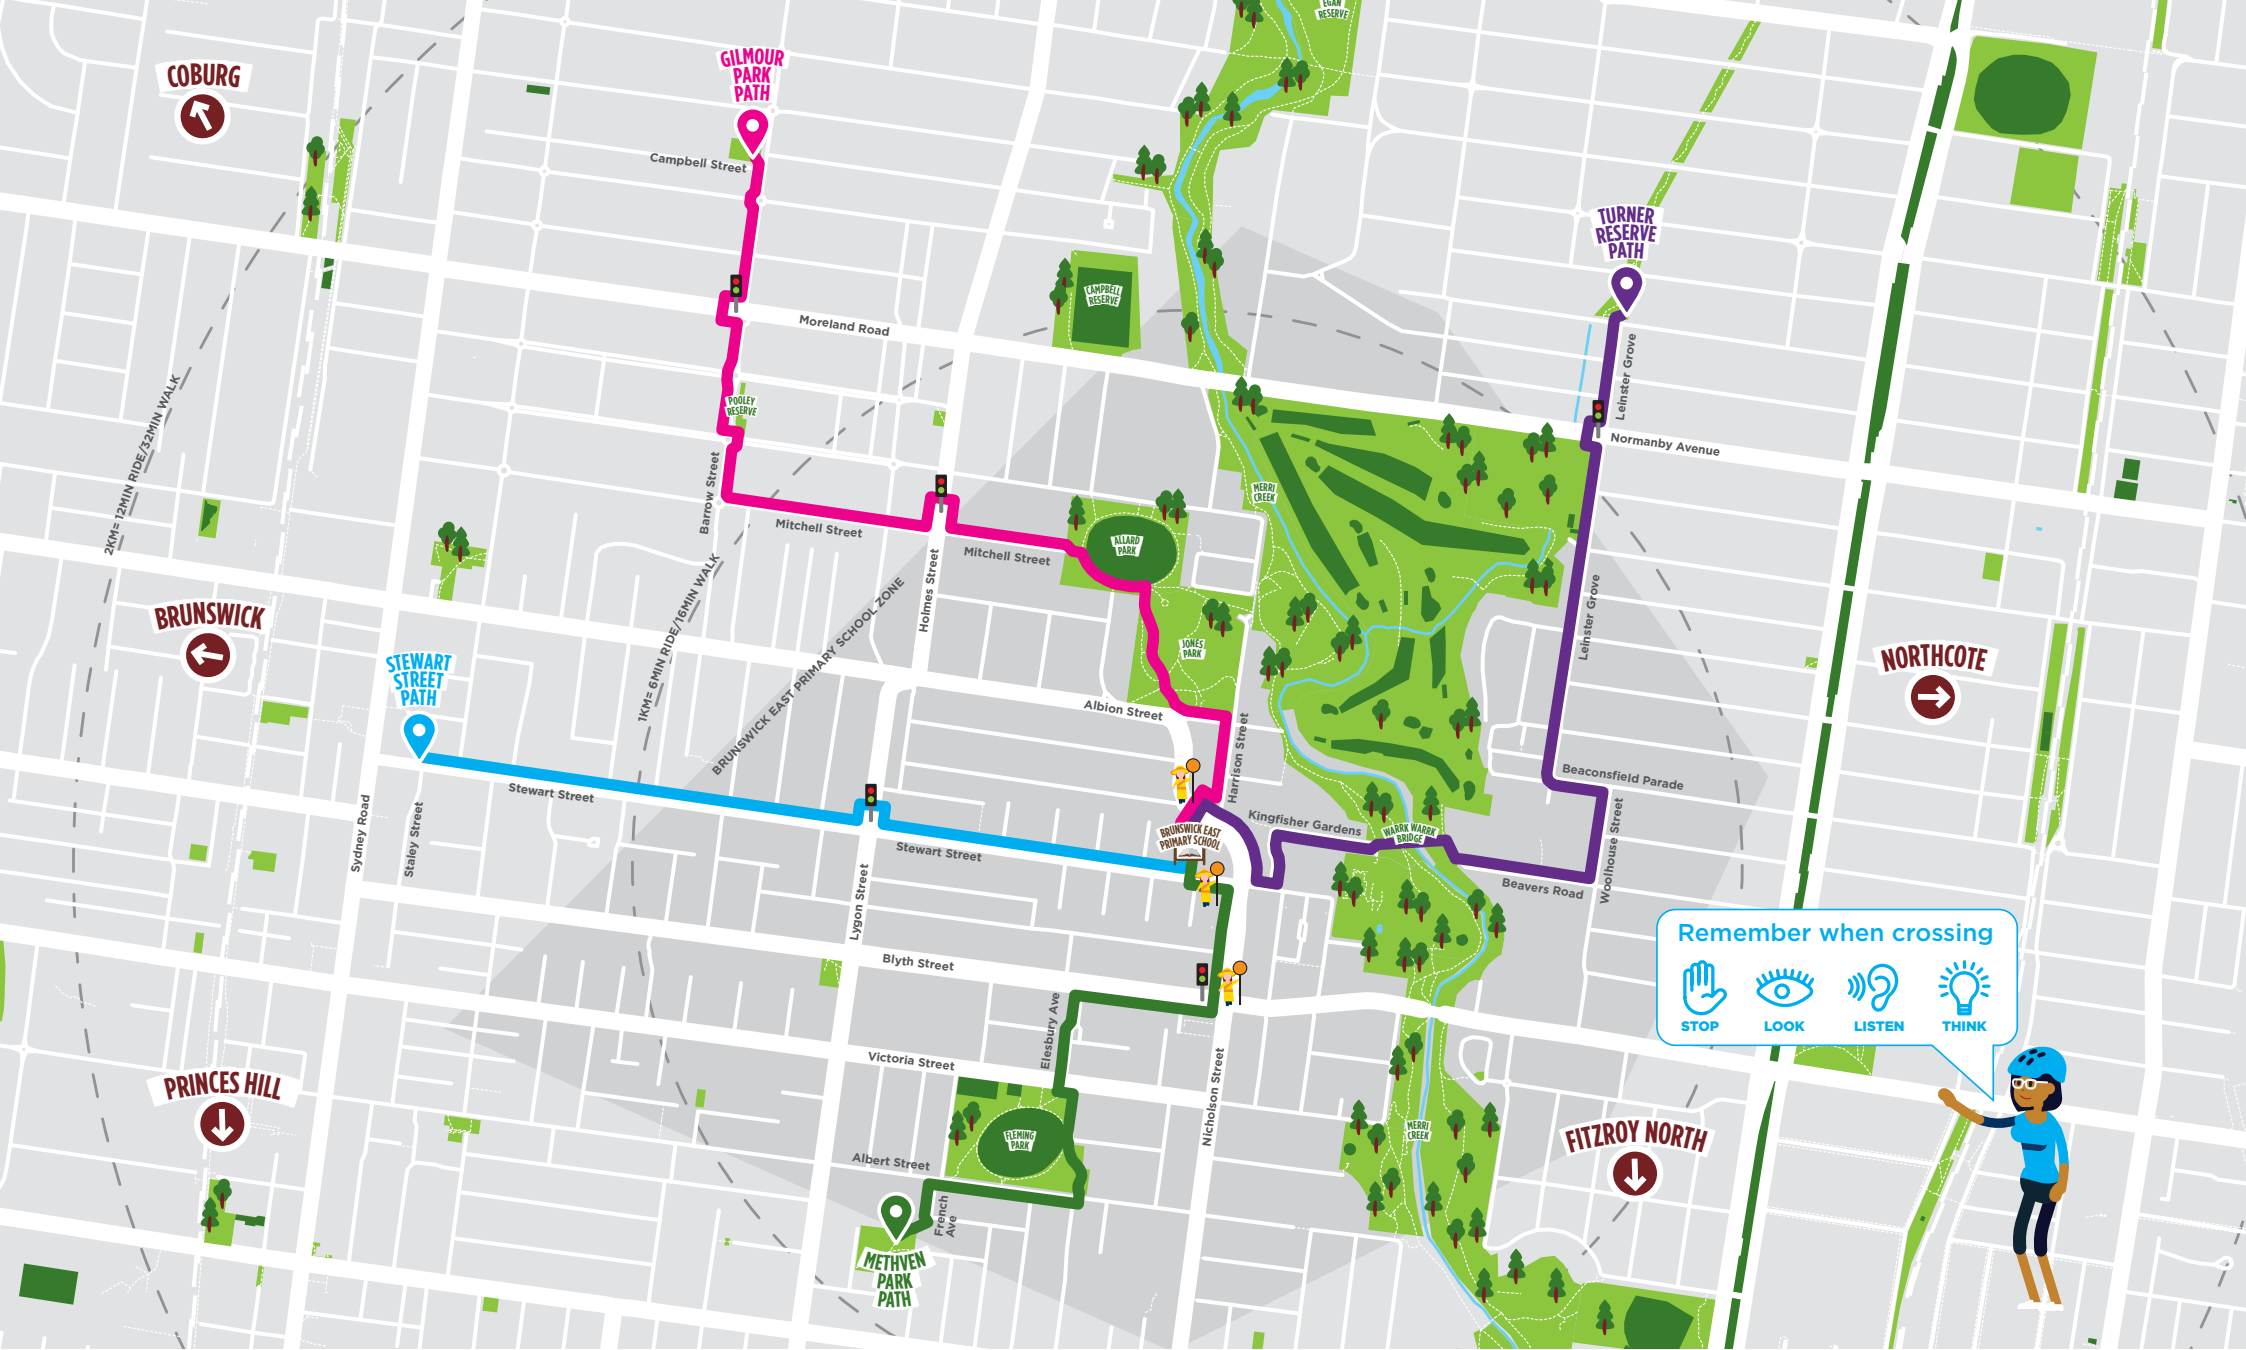 EGAN
RESERVE
COBURG
GILMOUR
PARK
PATH
Campbell Street
TURNER
RESERVE
PATH
CAMPBELL
RESERVE
Moreland Road
Leinster Grove
POOLEY
RESERVE
Normanby Avenue
2KM= 12MIN RIDE/32MIN WALK
Barrow Street
MERRI
CREEK
Mitchell Street
Mitchell Street
ALLARD
PARK
Holmes Street
1KM= 6MIN RIDE/16MIN WALK
BRUNSWICK EAST PRIMARY SCHOOL ZONE
Leinster Grove
BRUNSWICK
JONES
PARK
STEWART
STREET
PATH
NORTHCOTE
Albion Street
Harrison Street
Beaconsfield Parade
Stewart Street
Sydney Road
Staley Street
Kingfisher Gardens
WARRK WARRK
BRIDGE
BRUNSWICK EAST
PRIMARY SCHOOL
Woolhouse Street
Stewart Street
Beavers Road
Lygon Street
Remember when crossing
STOP
LOOK
LISTEN
THINK
Blyth Street
Elesbury Ave
Victoria Street
Nicholson Street
PRINCES HILL
FLEMING
PARK
MERRI
CREEK
FITZROY NORTH
Albert Street
French
Ave
METHVEN
PARK
PATH